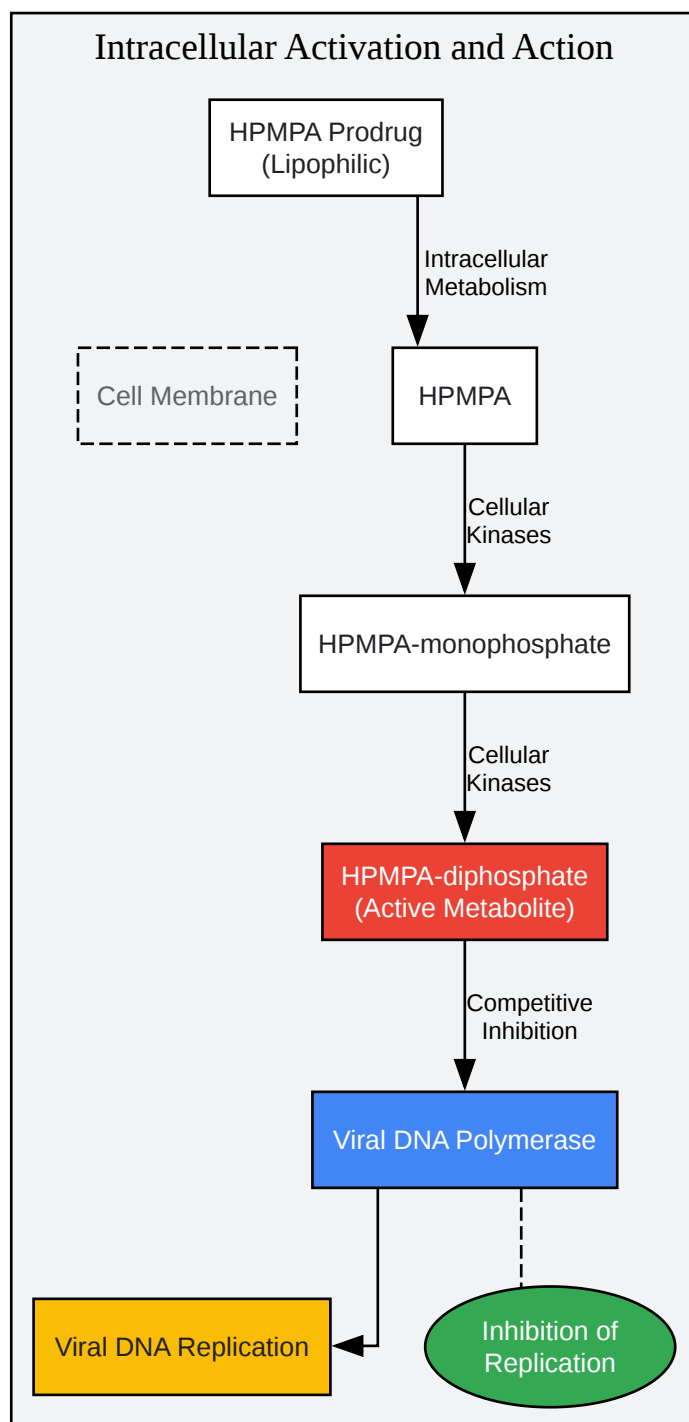 Intracellular Activation and Action
HPMPA Prodrug
(Lipophilic)
Intracellular
Metabolism
Cell Membrane
HPMPA
Cellular
Kinases
HPMPA-monophosphate
Cellular
Kinases
HPMPA-diphosphate
(Active Metabolite)
Competitive
Inhibition
Viral DNA Polymerase
Viral DNA Replication
Inhibition of
Replication